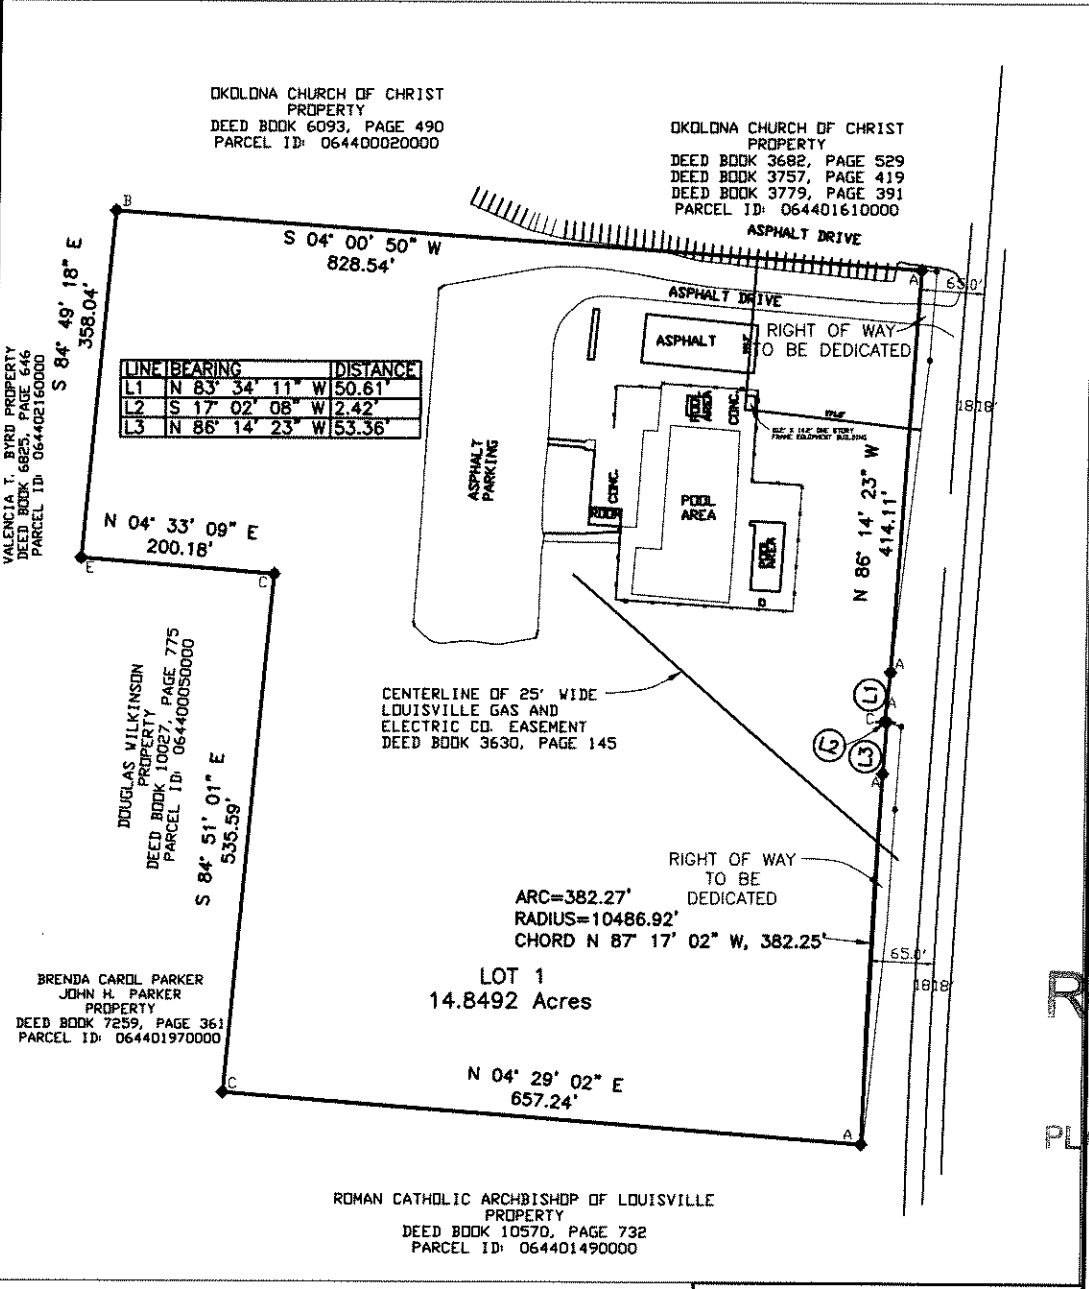 OKOLONA CHURCH OF CHRIST
PROPERTY
DEED BOOK 6093, PAGE 490
PARCEL ID: 064400020000
OKOLONA CHURCH OF CHRIST
PROPERTY
DEED BOOK 3682, PAGE 529
DEED BOOK 3757, PAGE 419
DEED BOOK 3779, PAGE 391
PARCEL ID: 064401610000
ASPHALT DRIVE
B
S 04° 00' 50" W
828.54'
A
65.0'
ASPHALT DRIVE
RIGHT OF WAY
TO BE DEDICATED
ASPHALT
S 84° 49' 18" E
358.04'
VALENCIA T. BYRD PROPERTY
DEED BOOK 6825, PAGE 646
PARCEL ID: 064402160000
LINE BEARING DISTANCE
L1 N 83° 34' 11" W 50.61'
L2 S 17° 02' 08" W 2.42'
L3 N 86° 14' 23" W 53.36'
18'18'
POOL
AREA
CONC.
FRAME EQUIPMENT BUILDING
ASPHALT
PARKING
CONC.
ROOF
POOL
AREA
POOL
AREA
N 86° 14' 23" W
414.11'
N 04° 33' 09" E
200.18'
E
C
DOUGLAS WILKINSON
PROPERTY
DEED BOOK 10027, PAGE 775
PARCEL ID: 064400050000
S 84° 51' 01" E
535.59'
CENTERLINE OF 25' WIDE
LOUISVILLE GAS AND
ELECTRIC CO. EASEMENT
DEED BOOK 3630, PAGE 145
A
L1
A
C
L2
L3
A
RIGHT OF WAY
TO BE
DEDICATED
ARC=382.27'
RADIUS=10486.92'
CHORD N 87° 17' 02" W, 382.25'
65.0'
18'18'
LOT 1
14.8492 Acres
BRENDA CAROL PARKER
JOHN H. PARKER
PROPERTY
DEED BOOK 7259, PAGE 361
PARCEL ID: 064401970000
R
C
N 04° 29' 02" E
657.24'
A
PL
ROMAN CATHOLIC ARCHBISHOP OF LOUISVILLE
PROPERTY
DEED BOOK 10570, PAGE 732
PARCEL ID: 064401490000